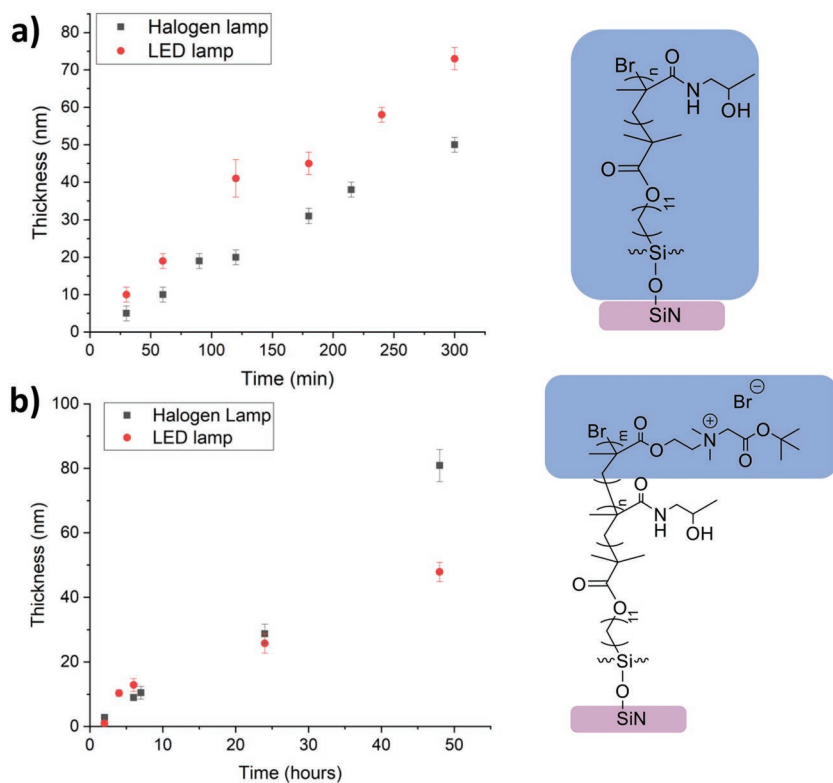 a)
Halogen lamp
LED lamp
Thickness (nm)
80
70
60
50
40
30
20
10
0
0 50 100 150 200 250 300
Time (min)
Br
n
O
N
H
OH
O
O
11
Si
O
SiN
b)
Halogen Lamp
LED lamp
Thickness (nm)
100
80
60
40
20
0
0 10 20 30 40 50
Time (hours)
Br ⊖
Br
m
O
O
N
⊕
O
O
n
O
N
H
OH
O
O
11
Si
O
SiN